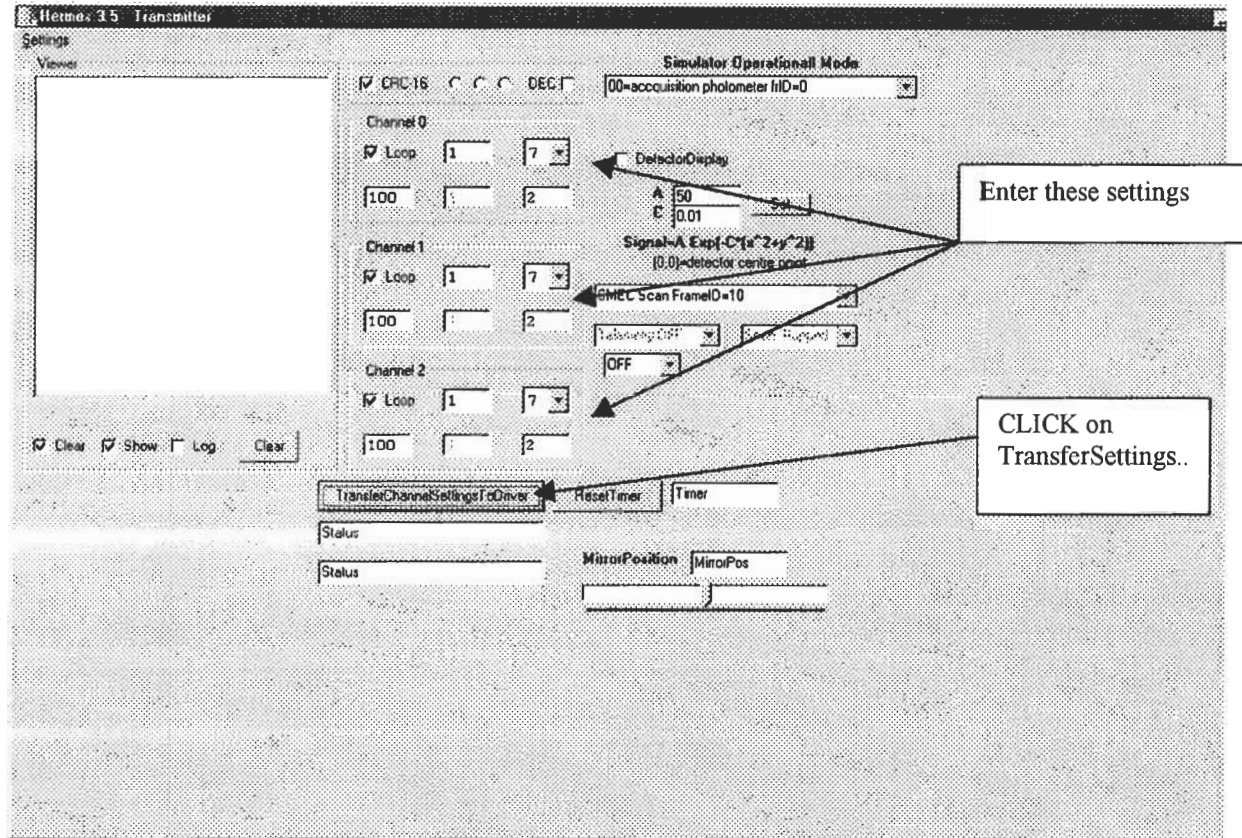 Hermes 3.5 Transmitter
Settings
Viewer
CRC-16 DEC
Simulator Operationall Mode
00=accquisition photometer frID=0
Channel 0
Loop 1 7
100 2
DetectorDisplay
A 50
C 0.01
Set
Signal=A Exp[-C*(x^2+y^2)]
(0,0)=detector centre point
Enter these settings
Channel 1
Loop 1 7
100 : 2
SMEC Scan FrameID=10
OFF
Channel 2
Loop 1 7
100 : 2
Clear Show Log Clear
CLICK on
TransferSettings..
TransferChannelSettingsToDriver ResetTimer Timer
Status
Status
MirrorPosition MirrorPos